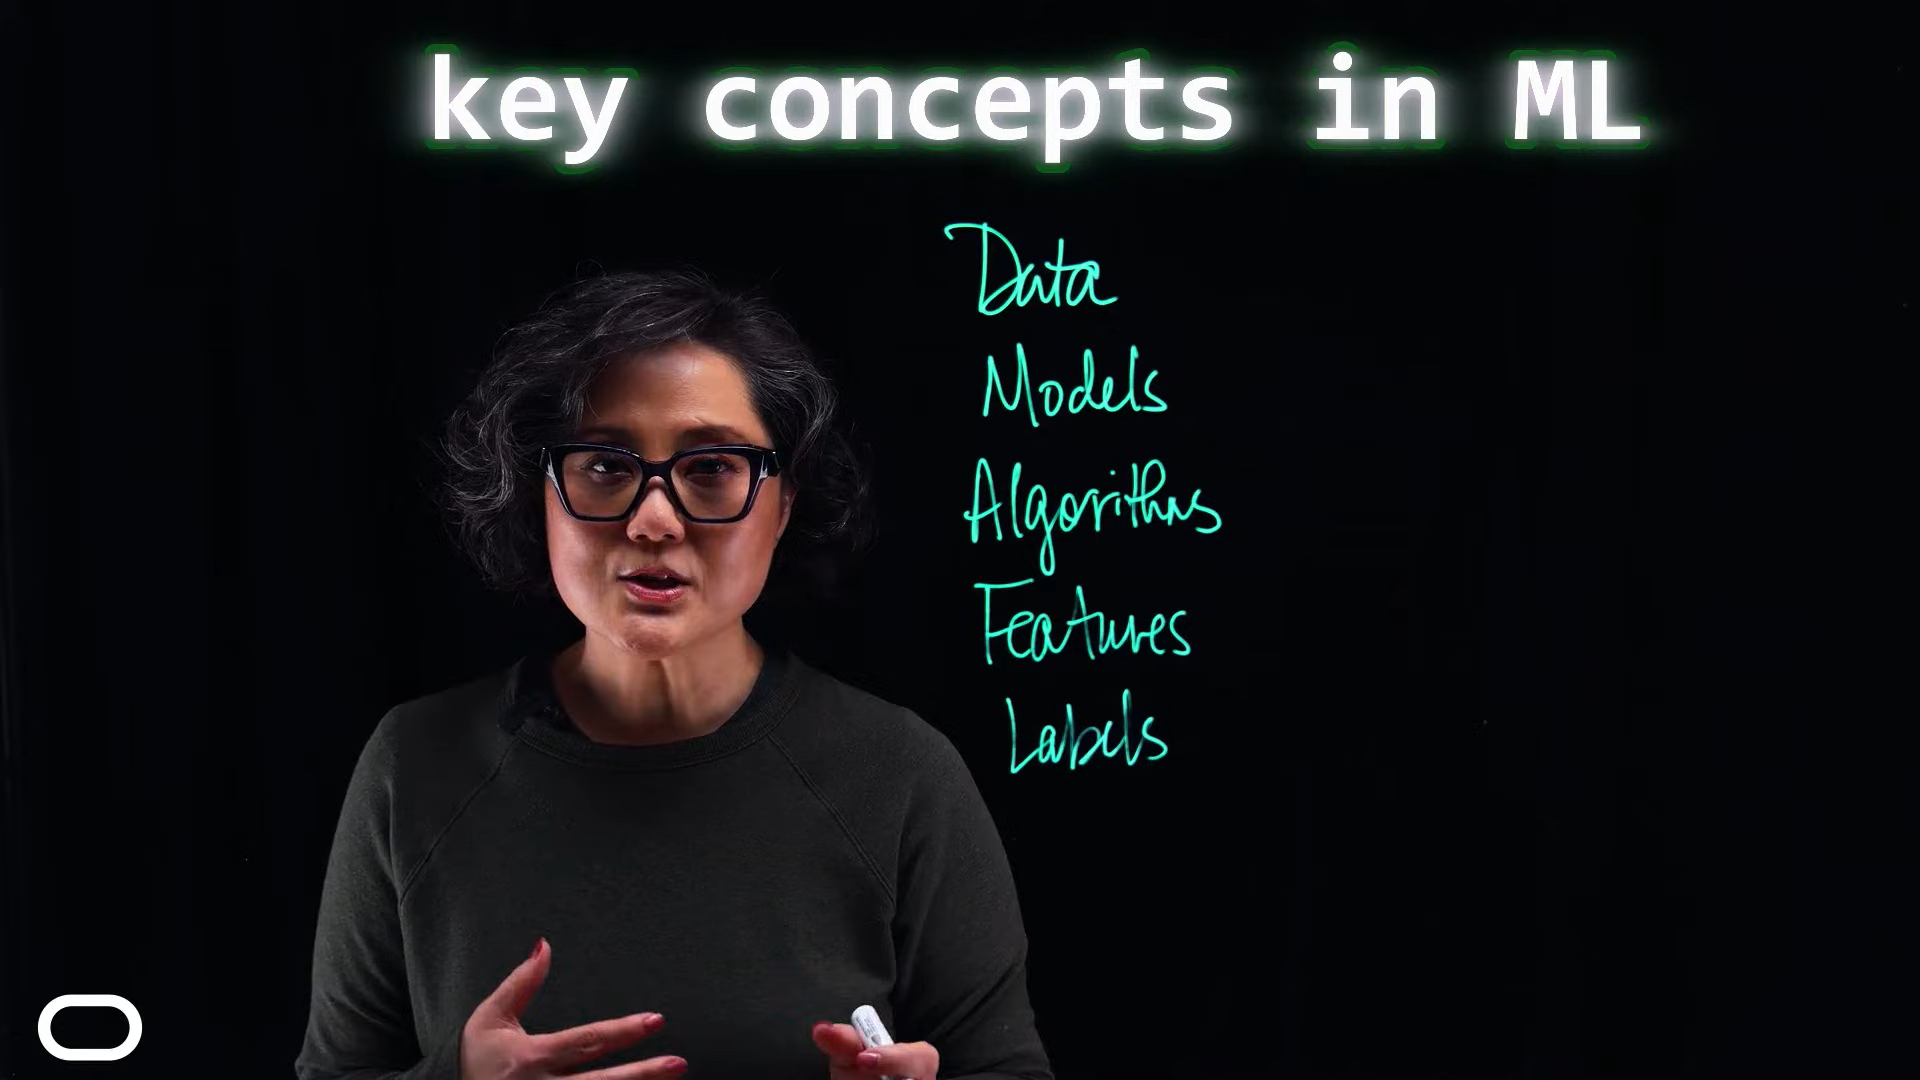 key concepts in ML
Data
Models
Algorithms
Features
Labels